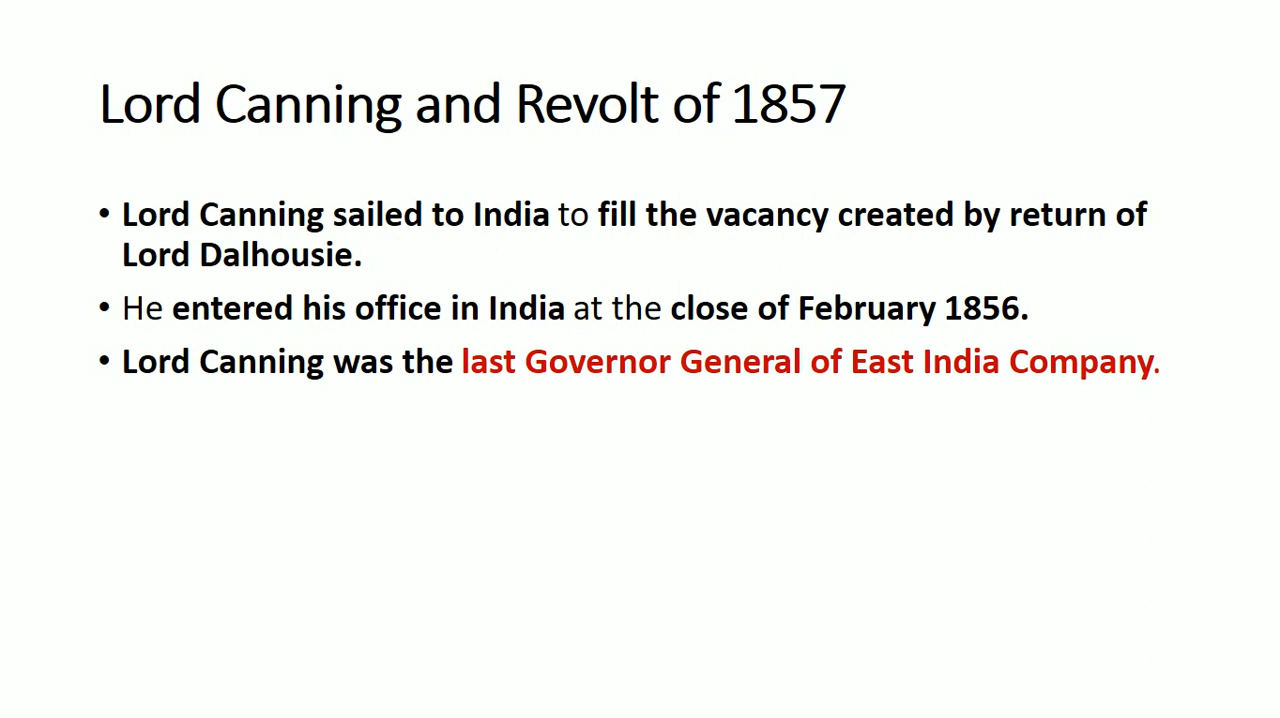 Lord Canning and Revolt of 1857
• Lord Canning sailed to India to fill the vacancy created by return of
Lord Dalhousie.
• He entered his office in India at the close of February 1856.
• Lord Canning was the last Governor General of East India Company.